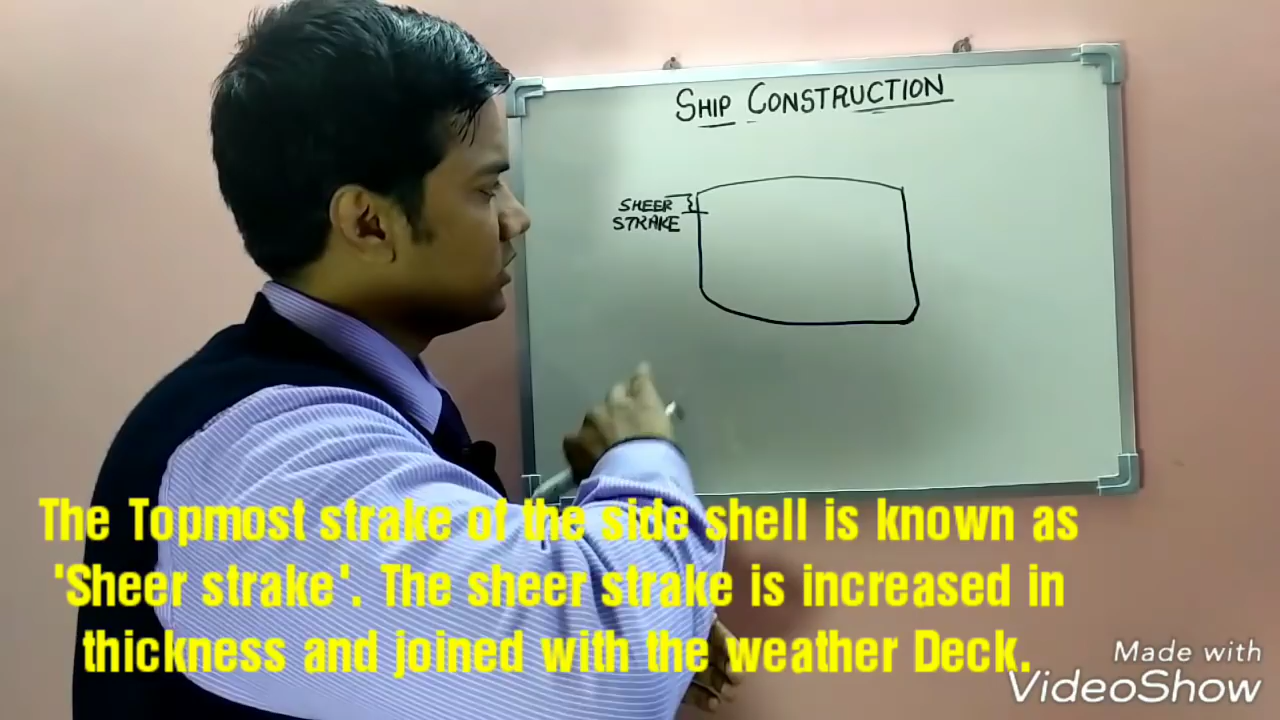 SHIP CONSTRUCTION
SHEER
STRAKE
The Topmost strake of the side shell is known as
'Sheer strake'. The sheer strake is increased in
thickness and joined with the weather Deck.
Made with
VideoShow